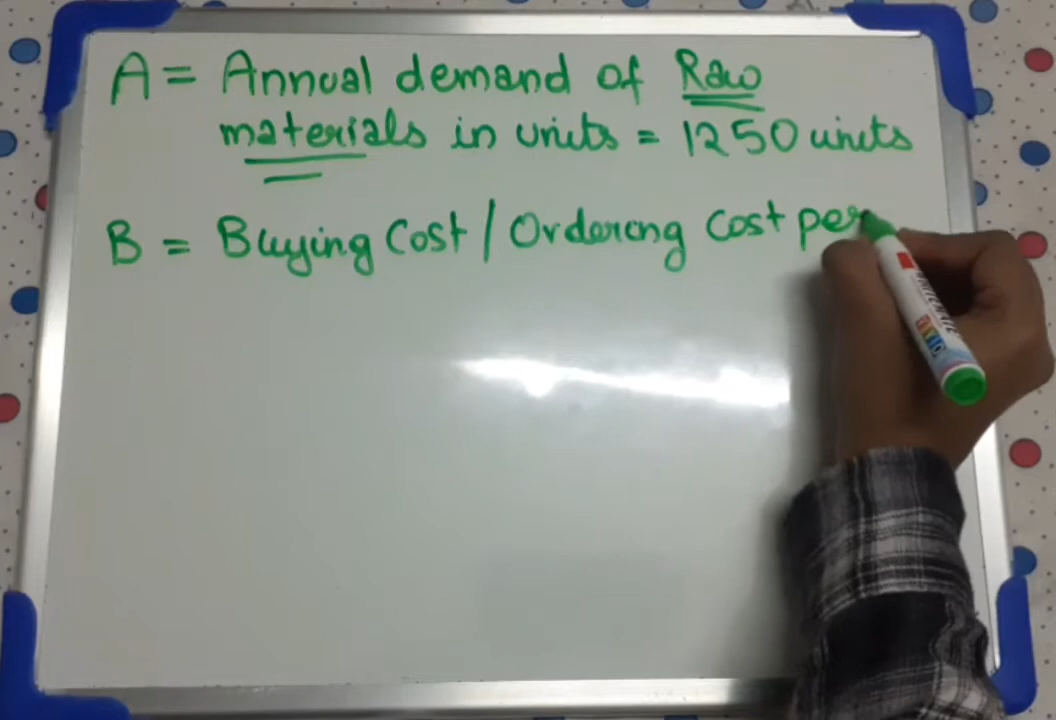 A = Annual demand of Raw
materials in units = 1250 units
B = Buying Cost / Ordering Cost per